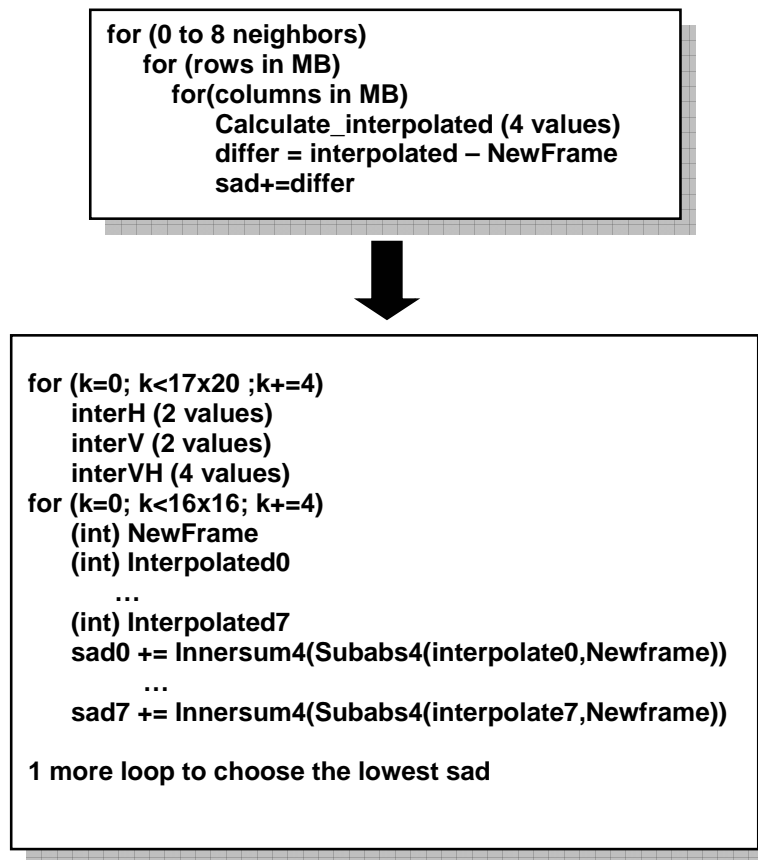 for (0 to 8 neighbors)
for (rows in MB)
for(columns in MB)
Calculate_interpolated (4 values)
differ = interpolated – NewFrame
sad+=differ
for (k=0; k<17x20 ;k+=4)
interH (2 values)
interV (2 values)
interVH (4 values)
for (k=0; k<16x16; k+=4)
(int) NewFrame
(int) Interpolated0
…
(int) Interpolated7
sad0 += Innersum4(Subabs4(interpolate0,Newframe))
…
sad7 += Innersum4(Subabs4(interpolate7,Newframe))
1 more loop to choose the lowest sad